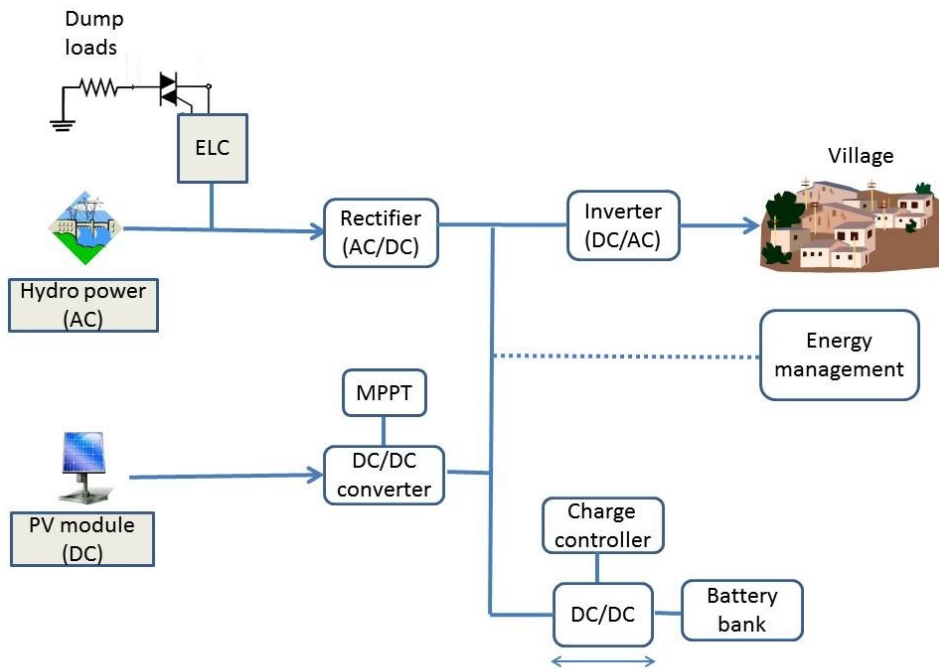 Dump
loads
ELC
Village
Rectifier
(AC/DC)
Inverter
(DC/AC)
Hydro power
(AC)
Energy
management
MPPT
DC/DC
converter
PV module
(DC)
Charge
controller
DC/DC
Battery
bank